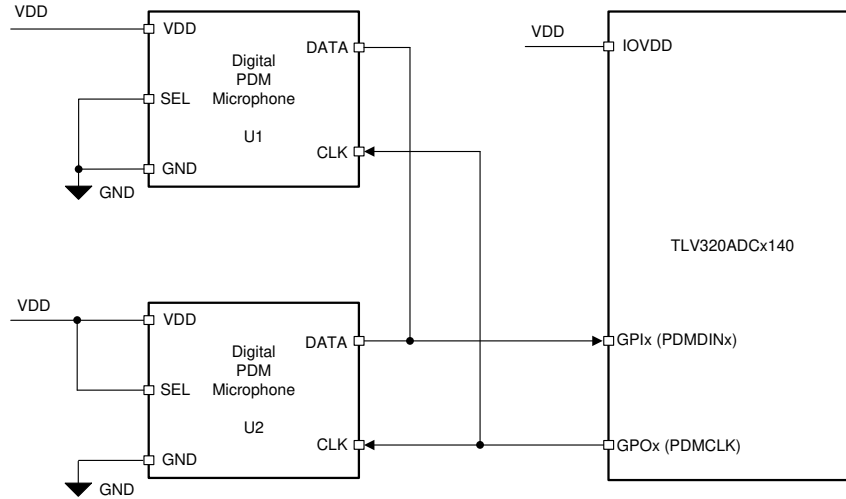 VDD
VDD
DATA
Digital
PDM
Microphone
U1
SEL
CLK
GND
GND
VDD
IOVDD
TLV320ADCx140
VDD
VDD
DATA
Digital
PDM
Microphone
U2
SEL
CLK
GND
GND
GPIx (PDMDINx)
GPOx (PDMCLK)